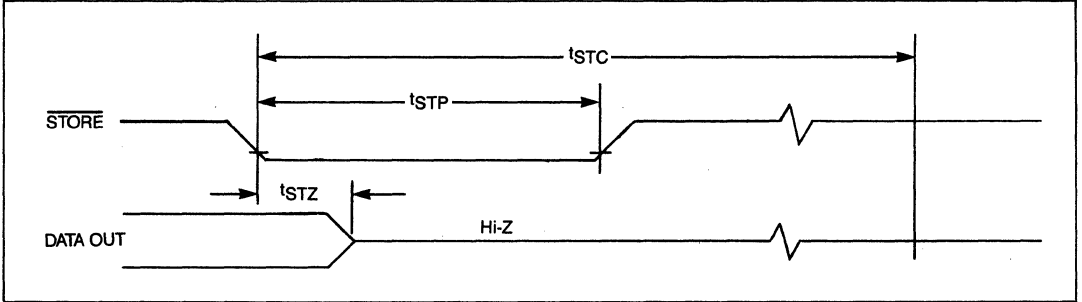 tSTC
tSTP
STORE
tSTZ
DATA OUT
Hi-Z